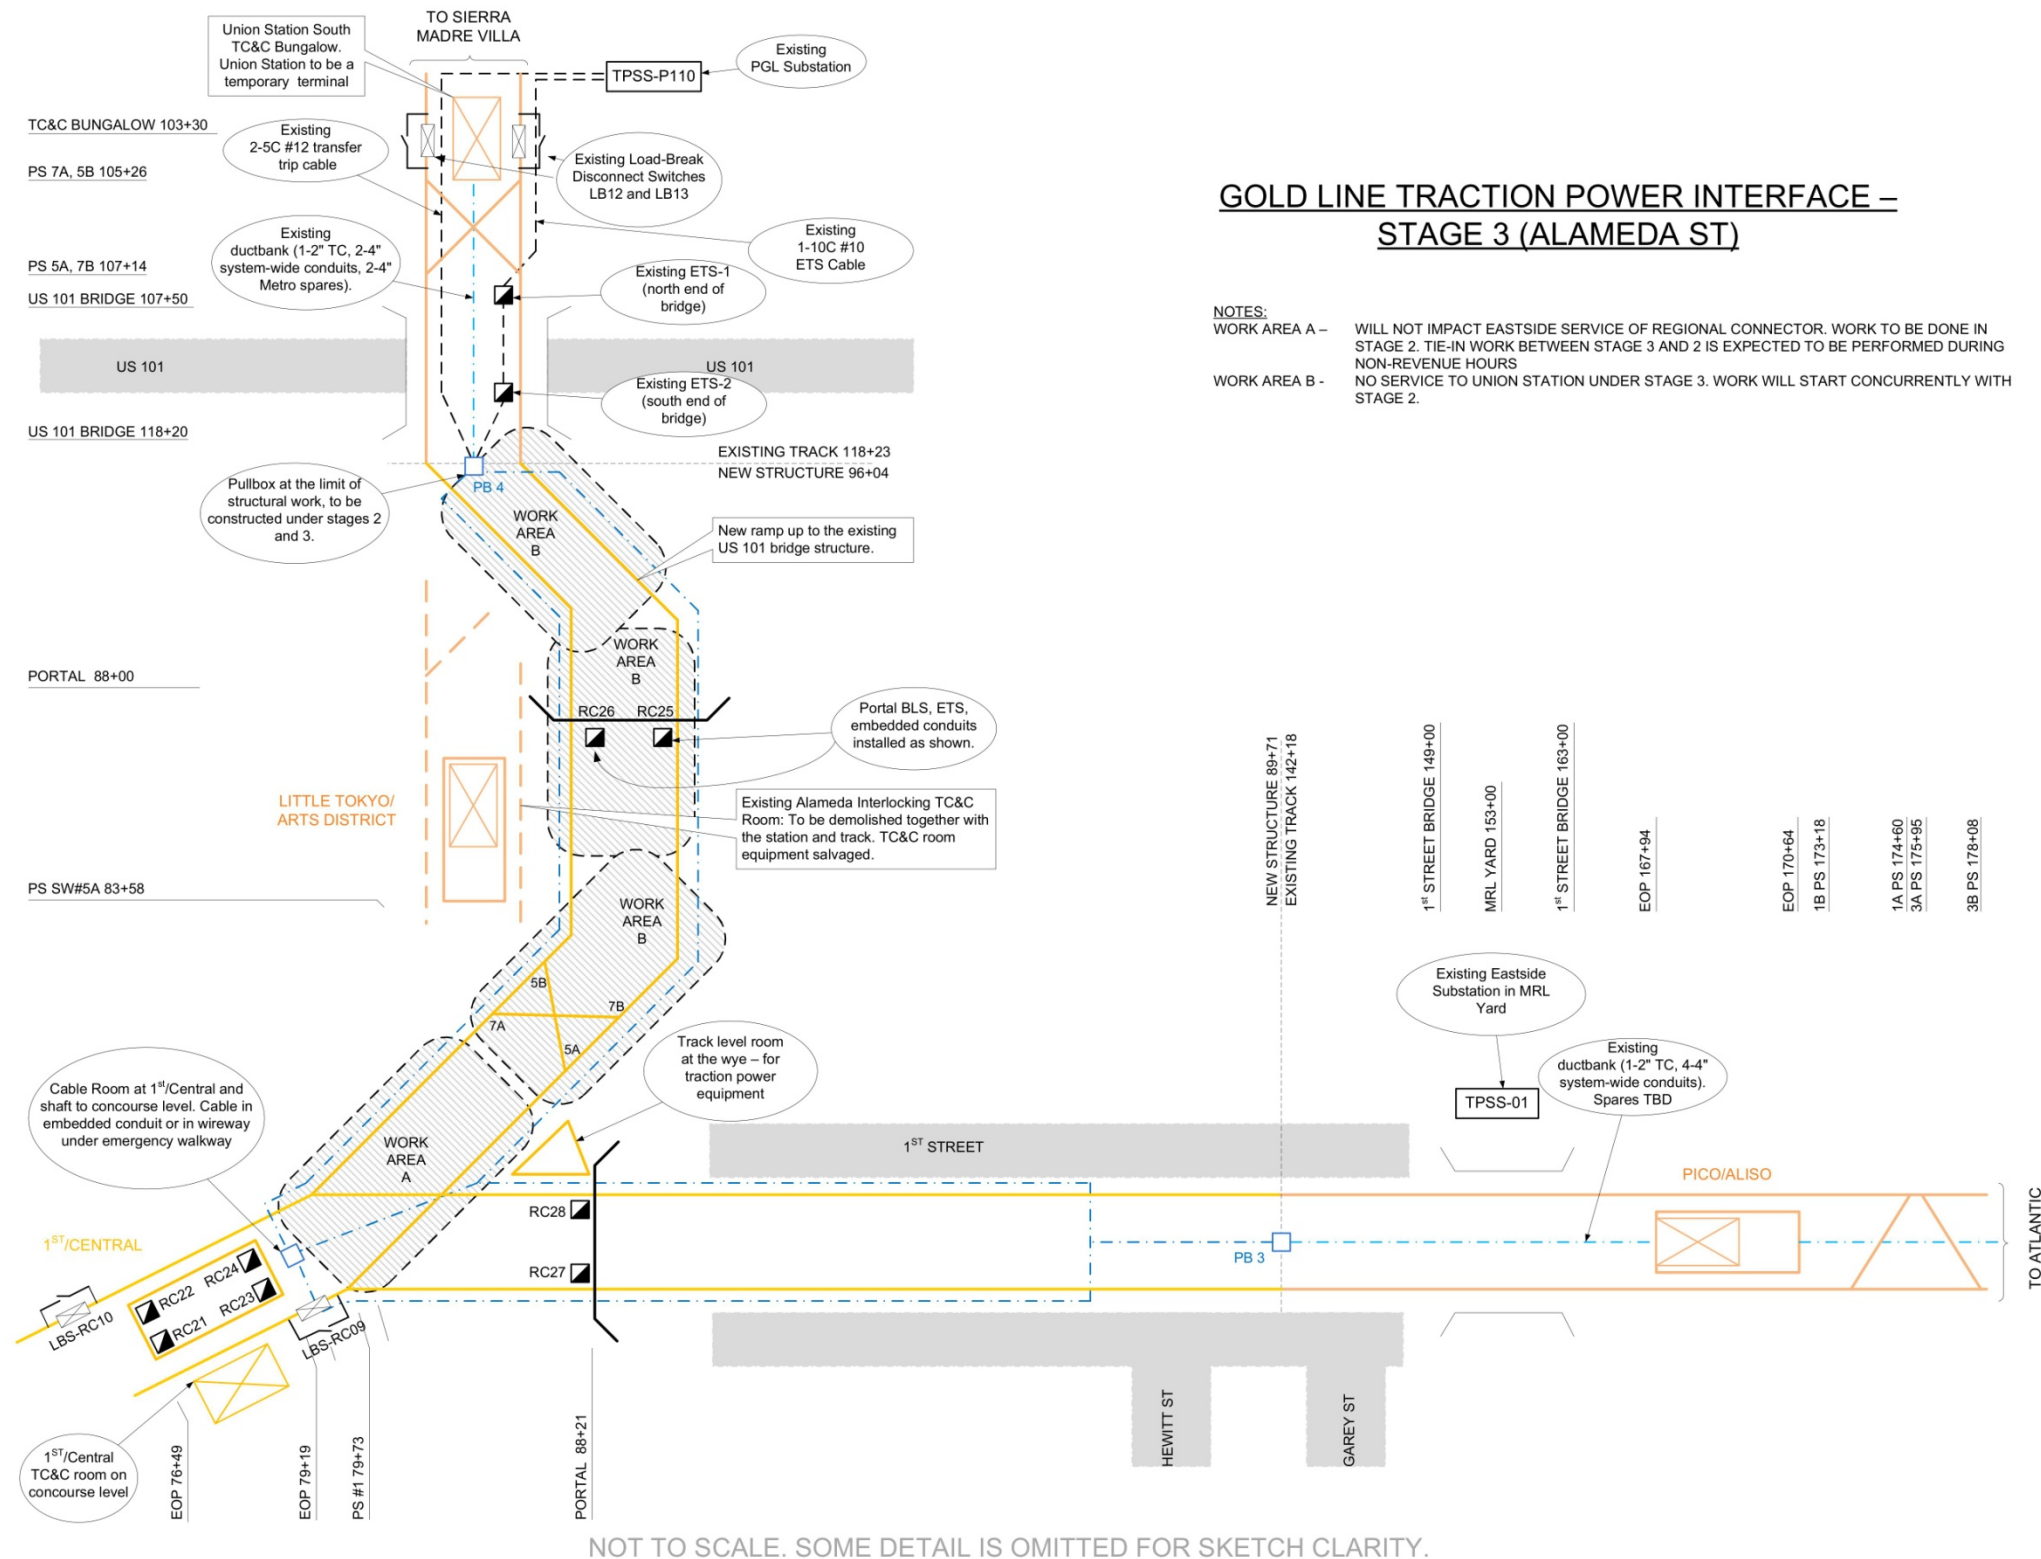 TO SIERRA
MADRE VILLA
Union Station South
TC&C Bungalow.
Union Station to be a
temporary terminal
TPSS-P110
Existing
PGL Substation
TC&C BUNGALOW 103+30
Existing
2-5C #12 transfer
trip cable
Existing Load-Break
Disconnect Switches
LB12 and LB13
PS 7A, 5B 105+26
GOLD LINE TRACTION POWER INTERFACE –
STAGE 3 (ALAMEDA ST)
Existing
ductbank (1-2" TC, 2-4"
system-wide conduits, 2-4"
Metro spares).
Existing
1-10C #10
ETS Cable
PS 5A, 7B 107+14
Existing ETS-1
(north end of
bridge)
US 101 BRIDGE 107+50
NOTES:
WORK AREA A – WILL NOT IMPACT EASTSIDE SERVICE OF REGIONAL CONNECTOR. WORK TO BE DONE IN
STAGE 2. TIE-IN WORK BETWEEN STAGE 3 AND 2 IS EXPECTED TO BE PERFORMED DURING
NON-REVENUE HOURS
WORK AREA B - NO SERVICE TO UNION STATION UNDER STAGE 3. WORK WILL START CONCURRENTLY WITH
STAGE 2.
US 101
US 101
Existing ETS-2
(south end of
bridge)
US 101 BRIDGE 118+20
EXISTING TRACK 118+23
NEW STRUCTURE 96+04
PB 4
Pullbox at the limit of
structural work, to be
constructed under stages 2
and 3.
WORK
AREA
B
New ramp up to the existing
US 101 bridge structure.
WORK
AREA
B
PORTAL 88+00
RC26
RC25
Portal BLS, ETS,
embedded conduits
installed as shown.
LITTLE TOKYO/
ARTS DISTRICT
Existing Alameda Interlocking TC&C
Room: To be demolished together with
the station and track. TC&C room
equipment salvaged.
PS SW#5A 83+58
WORK
AREA
B
NEW STRUCTURE 89+71
EXISTING TRACK 142+18
1st STREET BRIDGE 149+00
MRL YARD 153+00
1st STREET BRIDGE 163+00
EOP 167+94
EOP 170+64
1B PS 173+18
1A PS 174+60
3A PS 175+95
3B PS 178+08
5B
7B
7A
5A
Existing Eastside
Substation in MRL
Yard
Track level room
at the wye – for
traction power
equipment
Existing
ductbank (1-2" TC, 4-4"
system-wide conduits).
Spares TBD
TPSS-01
Cable Room at 1st/Central and
shaft to concourse level. Cable in
embedded conduit or in wireway
under emergency walkway
WORK
AREA
A
1ST STREET
PICO/ALISO
RC28
1ST/CENTRAL
PB 3
TO ATLANTIC
RC27
RC24
RC22
RC23
RC21
LBS-RC10
LBS-RC09
1ST/Central
TC&C room on
concourse level
EOP 76+49
EOP 79+19
PS #1 79+73
PORTAL 88+21
HEWITT ST
GAREY ST
NOT TO SCALE. SOME DETAIL IS OMITTED FOR SKETCH CLARITY.